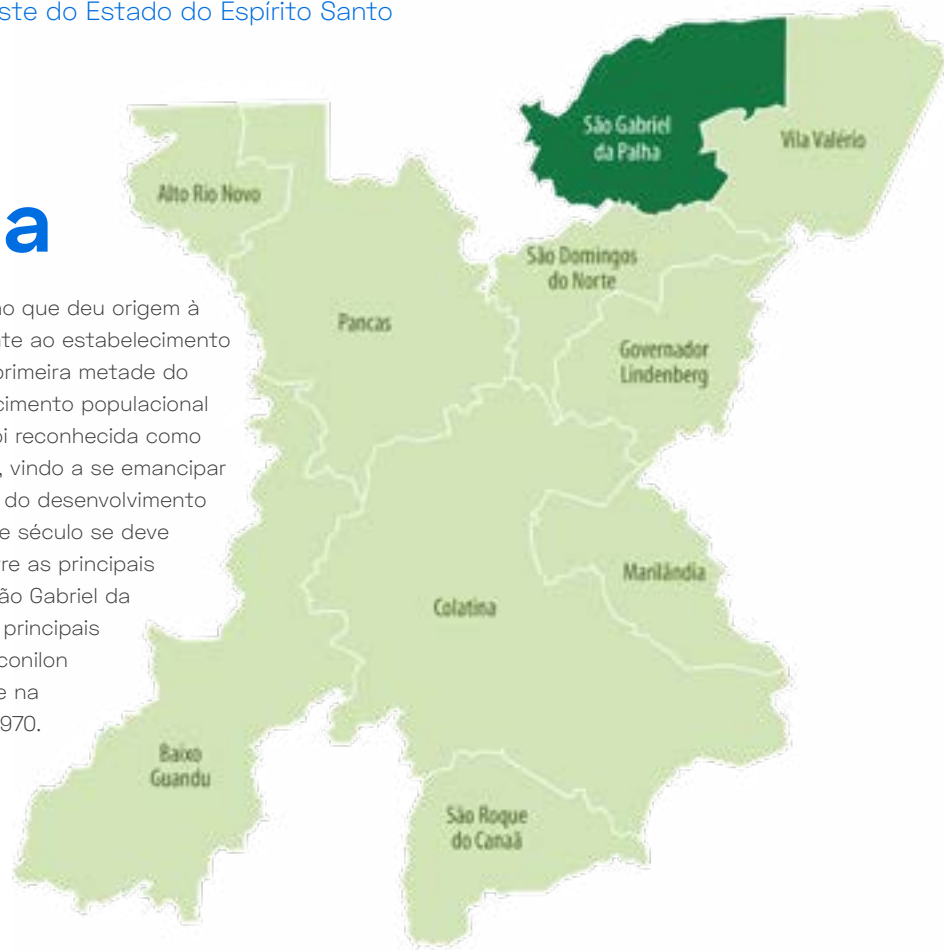 ste do Estado do Espírito Santo
a
no que deu origem à
te ao estabelecimento
primeira metade do
cimento populacional
oi reconhecida como
, vindo a se emancipar
do desenvolvimento
e século se deve
re as principais
ão Gabriel da
principais
conilon
e na
970.
São Gabriel
da Palha
Vila Valério
Alto Rio Novo
São Domingos
do Norte
Pancas
Governador
Lindenberg
Marilândia
Colatina
Baixo
Guandu
São Roque
do Canaã